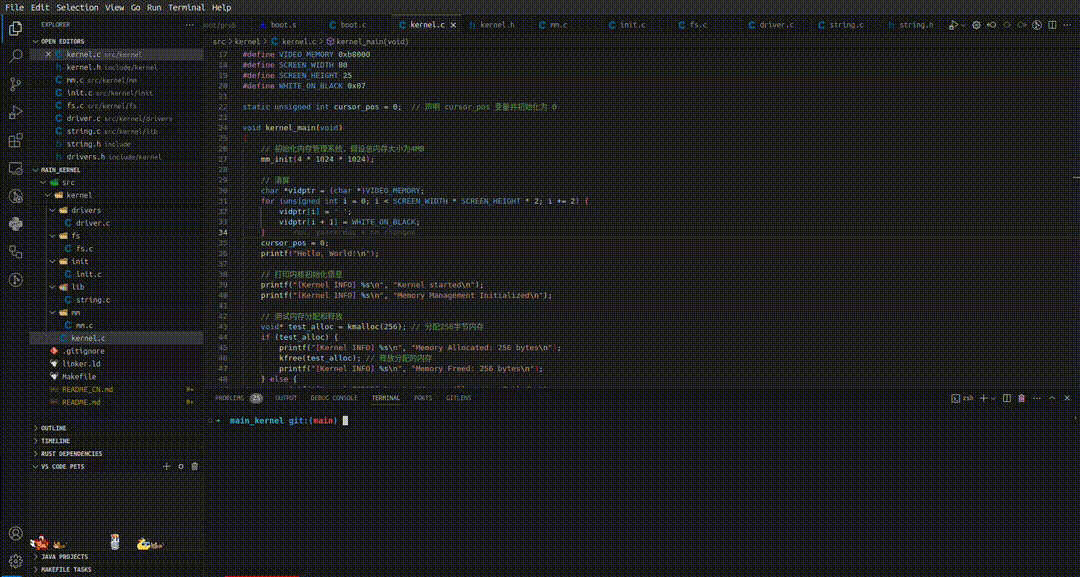 File Edit Selection View Go Run Terminal Help
EXPLORER
OPEN EDITORS
kernel.c src/kernel
kernel.h include/kernel
mm.c src/kernel/mm
init.c src/kernel/init
fs.c src/kernel/fs
driver.c src/kernel/drivers
string.c src/kernel/lib
string.h include
drivers.h include/kernel
MAIN_KERNEL
src
kernel
drivers
driver.c
fs
fs.c
init
init.c
lib
string.c
mm
mm.c
kernel.c
.gitignore
linker.ld
Makefile
README_CN.md 9+
README.md 9+
OUTLINE
TIMELINE
RUST DEPENDENCIES
VS CODE PETS
JAVA PROJECTS
MAKEFILE TASKS
boot.s boot.c kernel.c kernel.h mm.c init.c fs.c driver.c string.c string.h
src > kernel > kernel.c > kernel_main(void)
17 #define VIDEO_MEMORY 0xb8000
18 #define SCREEN_WIDTH 80
19 #define SCREEN_HEIGHT 25
20 #define WHITE_ON_BLACK 0x07
21
22 static unsigned int cursor_pos = 0; // 声明 cursor_pos 变量并初始化为 0
23
24 void kernel_main(void)
25 {
26 // 初始化内存管理系统，假设总内存大小为4MB
27 mm_init(4 * 1024 * 1024);
28
29 // 清屏
30 char *vidptr = (char *)VIDEO_MEMORY;
31 for (unsigned int i = 0; i < SCREEN_WIDTH * SCREEN_HEIGHT * 2; i += 2) {
32 vidptr[i] = ' ';
33 vidptr[i + 1] = WHITE_ON_BLACK;
34 }
35 cursor_pos = 0;
36 printf("Hello, World!\n");
37
38 // 打印内核初始化信息
39 printf("[Kernel INFO] %s\n", "Kernel started\n");
40 printf("[Kernel INFO] %s\n", "Memory Management Initialized\n");
41
42 // 测试内存分配和释放
43 void* test_alloc = kmalloc(256); // 分配256字节内存
44 if (test_alloc) {
45 printf("[Kernel INFO] %s\n", "Memory Allocated: 256 bytes\n");
46 kfree(test_alloc); // 释放分配的内存
47 printf("[Kernel INFO] %s\n", "Memory Freed: 256 bytes\n");
48 } else {
PROBLEMS 25 OUTPUT DEBUG CONSOLE TERMINAL PORTS GITLENS
zsh
➜ main_kernel git:(main)